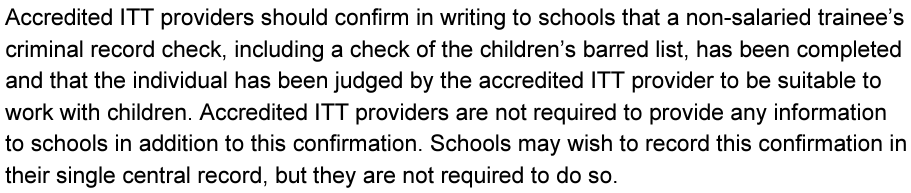 Accredited ITT providers should confirm in writing to schools that a non-salaried trainee’s
criminal record check, including a check of the children’s barred list, has been completed
and that the individual has been judged by the accredited ITT provider to be suitable to
work with children. Accredited ITT providers are not required to provide any information
to schools in addition to this confirmation. Schools may wish to record this confirmation in
their single central record, but they are not required to do so.